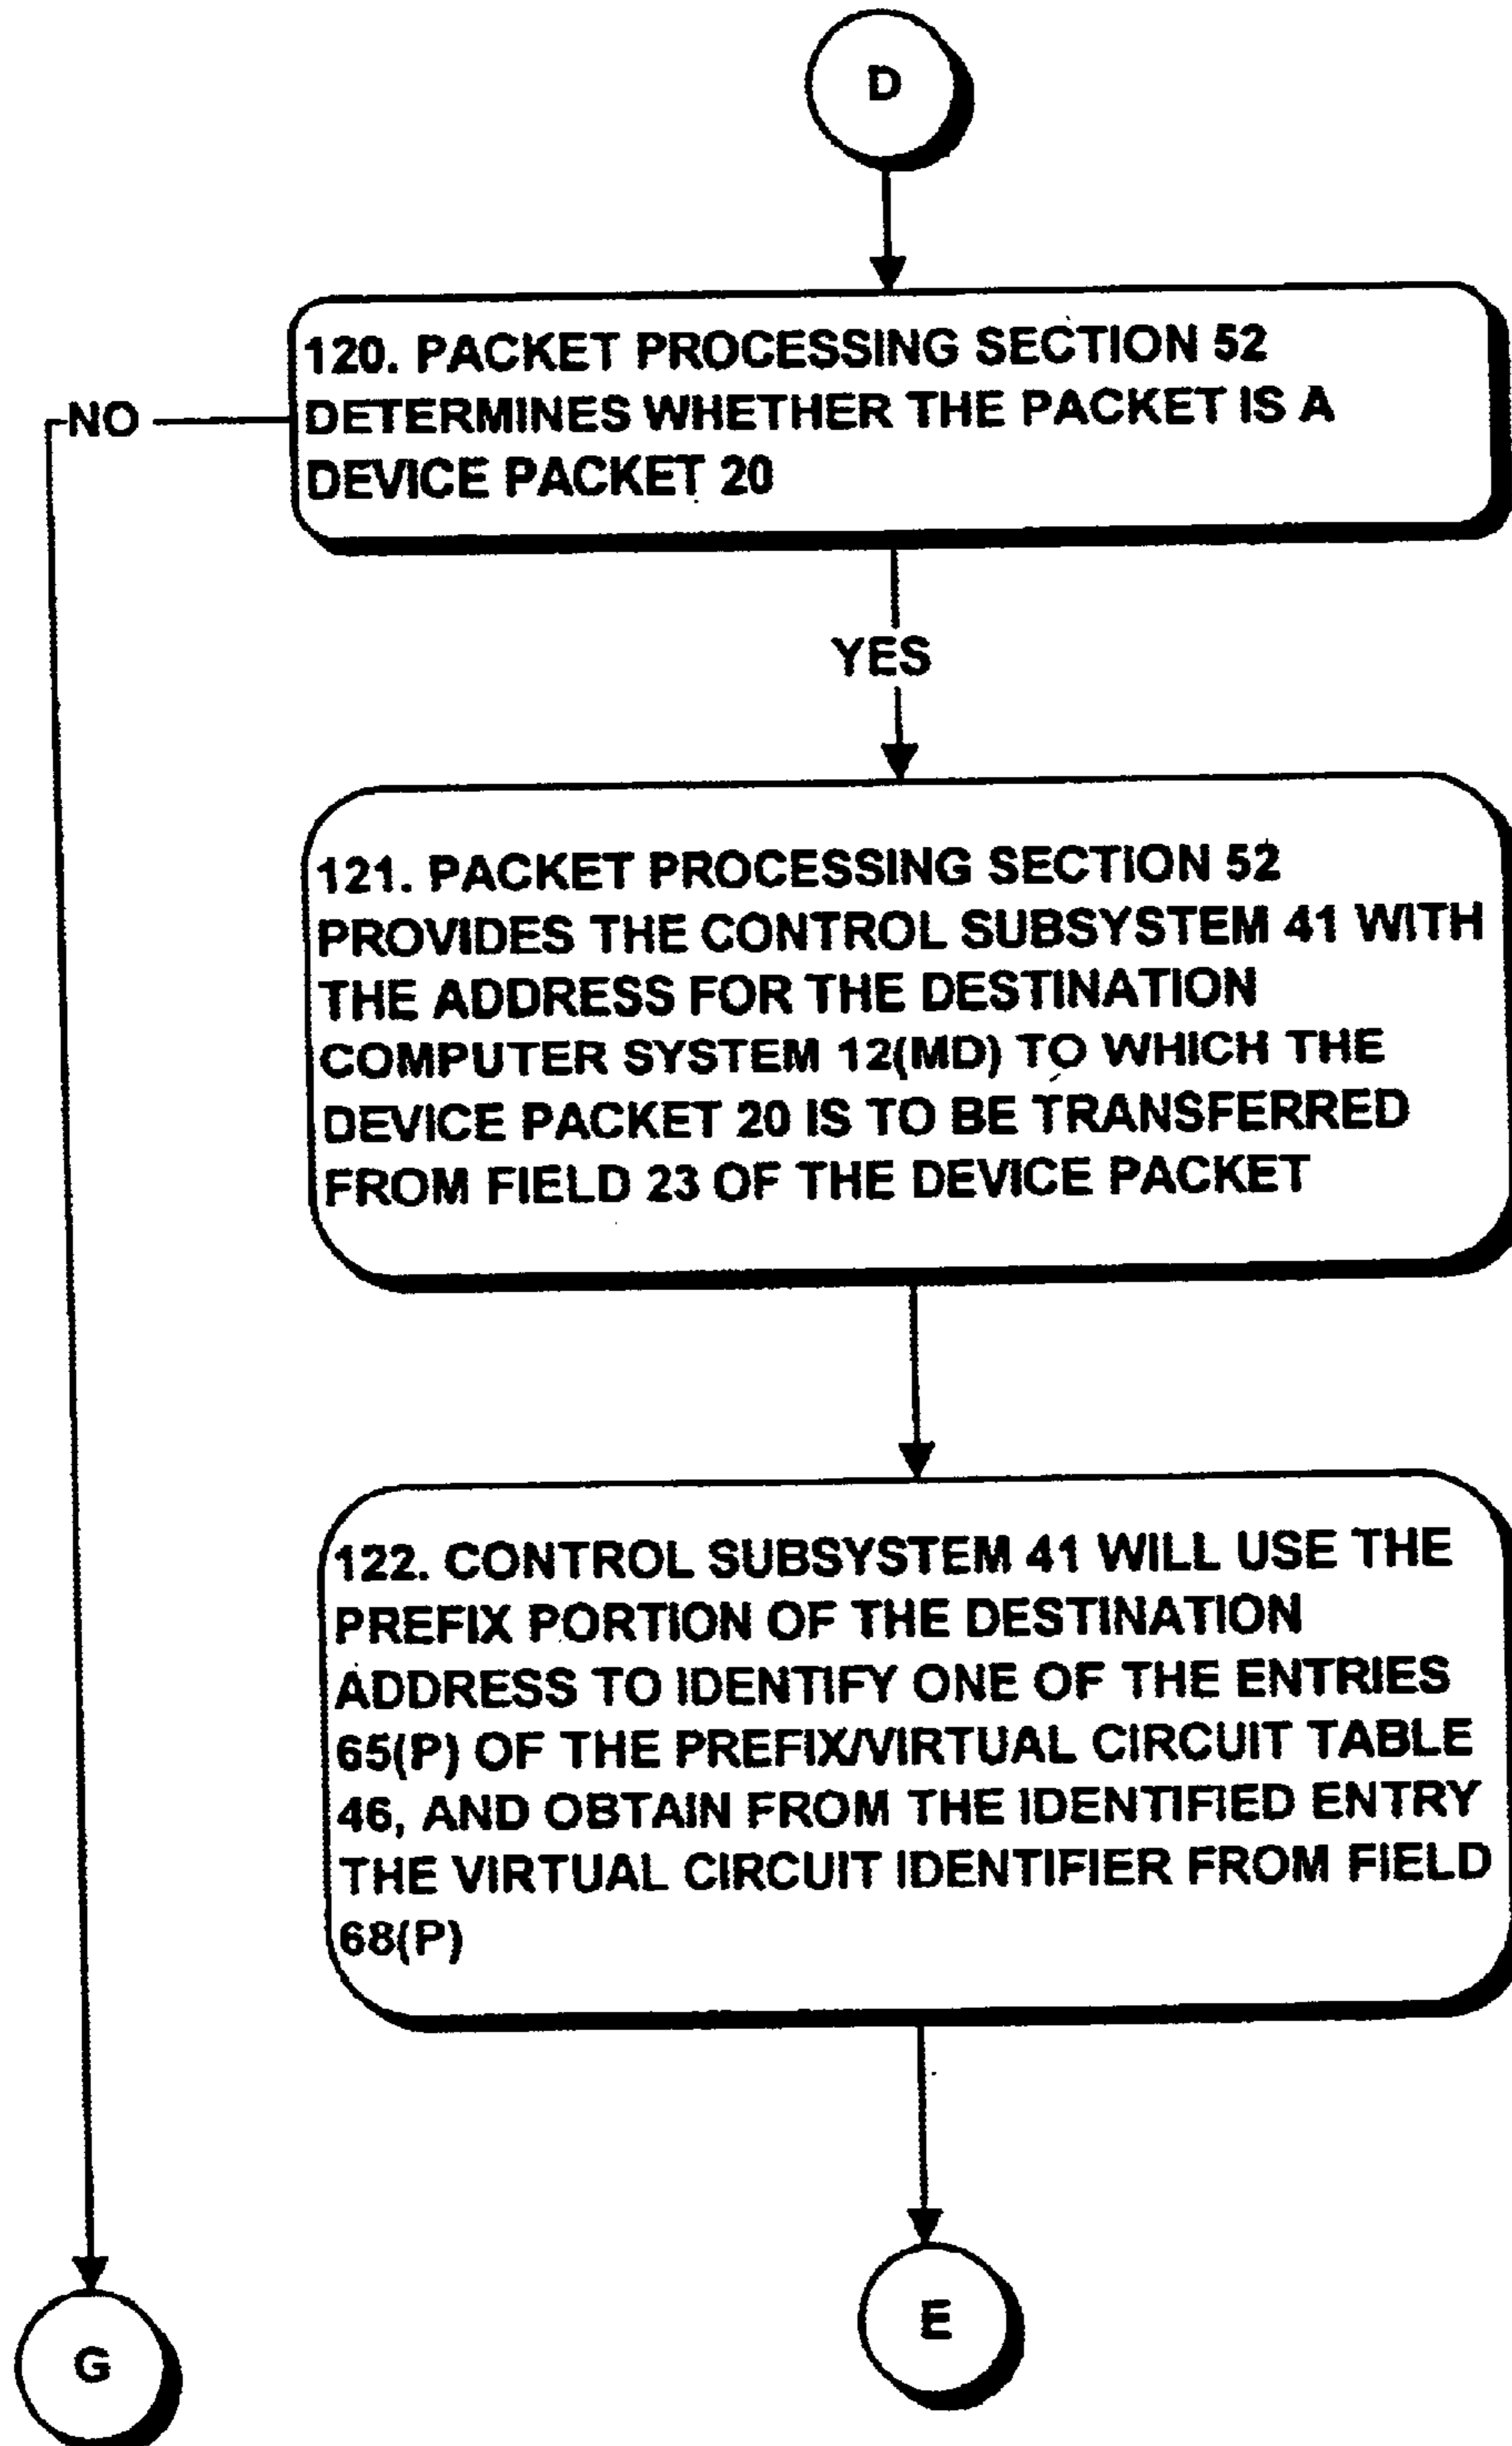 D
120. PACKET PROCESSING SECTION 52
DETERMINES WHETHER THE PACKET IS A
DEVICE PACKET 20
NO
YES
121. PACKET PROCESSING SECTION 52
PROVIDES THE CONTROL SUBSYSTEM 41 WITH
THE ADDRESS FOR THE DESTINATION
COMPUTER SYSTEM 12(MD) TO WHICH THE
DEVICE PACKET 20 IS TO BE TRANSFERRED
FROM FIELD 23 OF THE DEVICE PACKET
122. CONTROL SUBSYSTEM 41 WILL USE THE
PREFIX PORTION OF THE DESTINATION
ADDRESS TO IDENTIFY ONE OF THE ENTRIES
65(P) OF THE PREFIX/VIRTUAL CIRCUIT TABLE
46, AND OBTAIN FROM THE IDENTIFIED ENTRY
THE VIRTUAL CIRCUIT IDENTIFIER FROM FIELD
68(P)
E
G